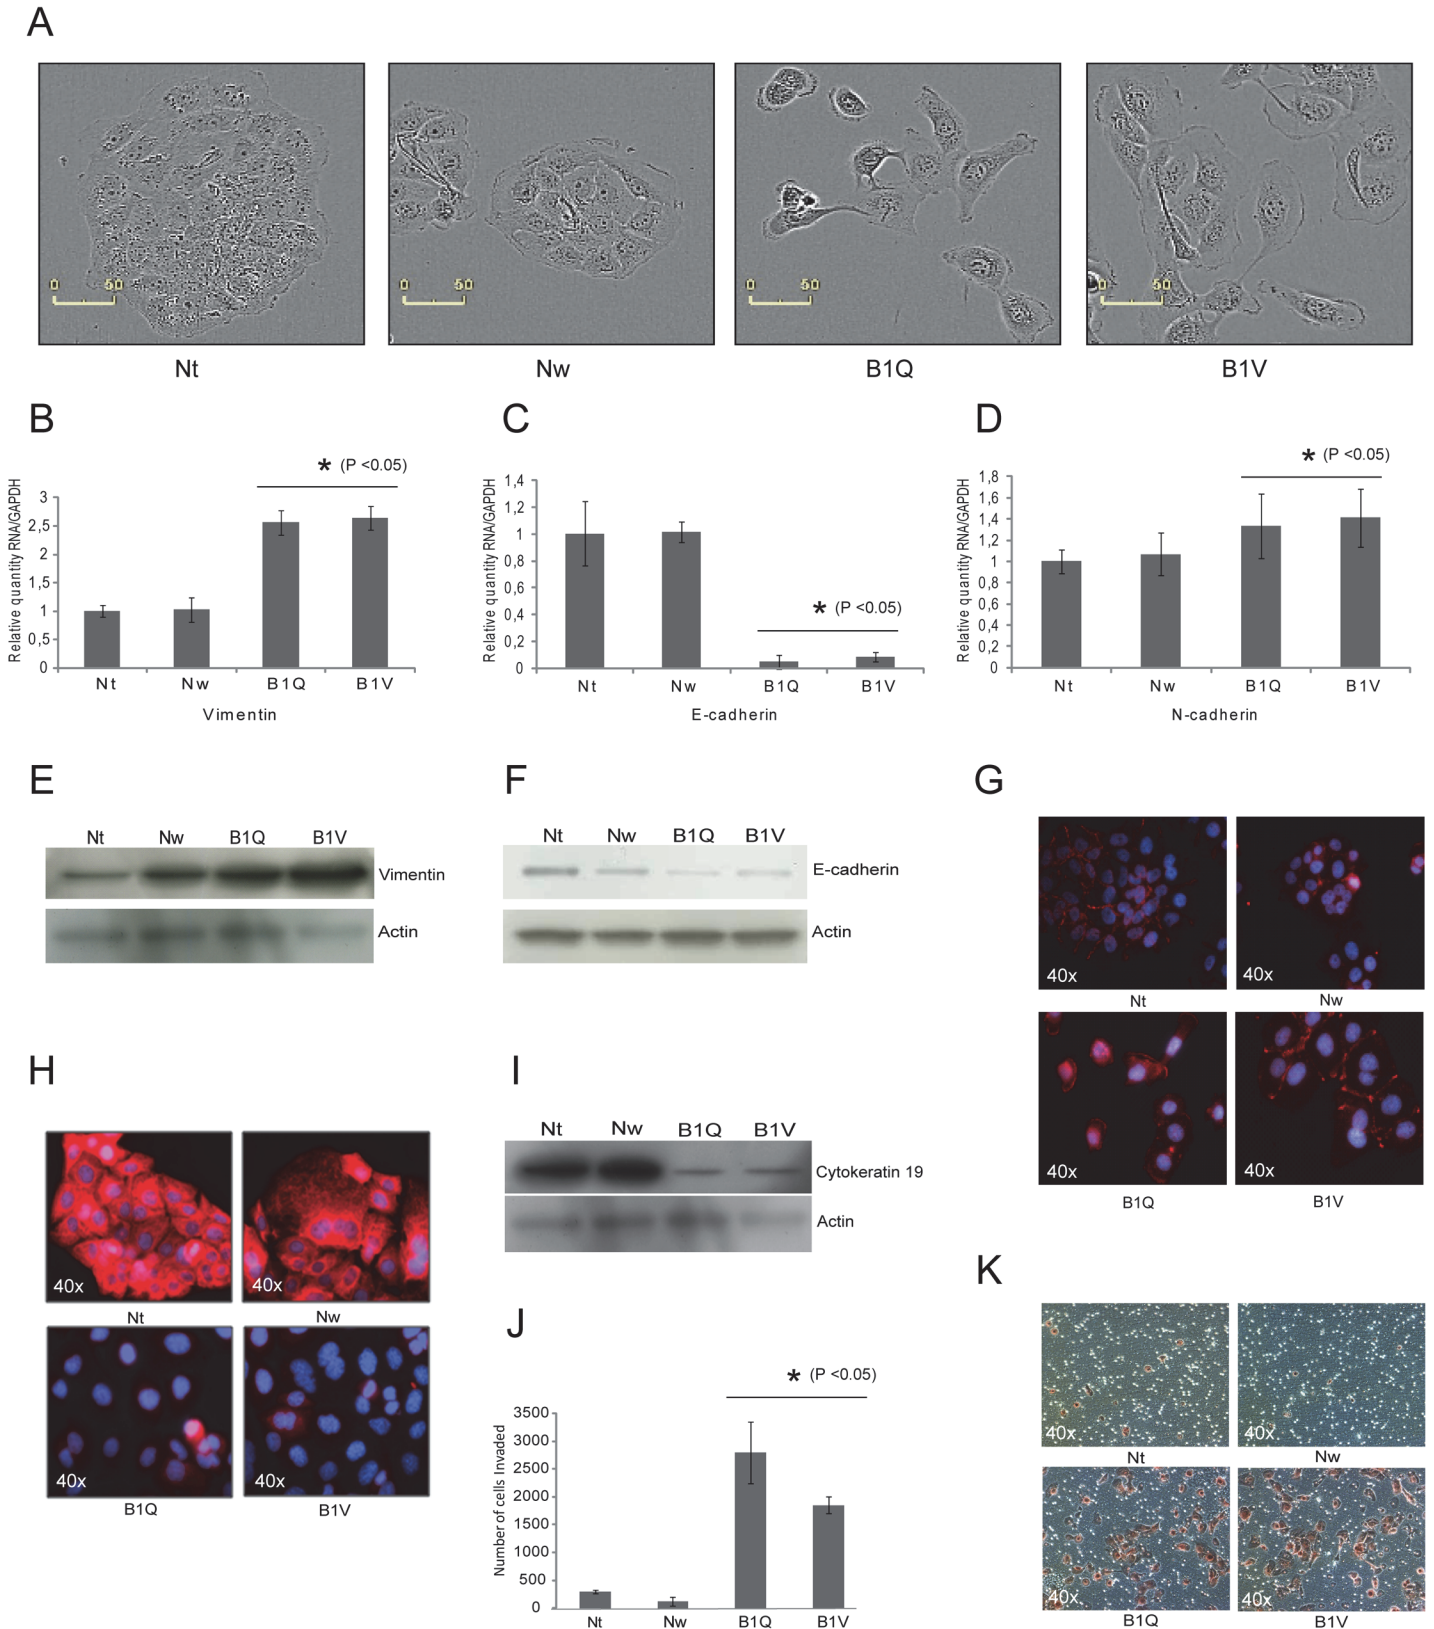 A
0 50
0 50
0 50
0 50
Nt Nw B1Q B1V
B
* (P <0.05)
Relative quantity RNA/GAPDH
3
2,5
2
1,5
1
0,5
0
Nt Nw B1Q B1V
Vimentin
C
Relative quantity RNA/GAPDH
1,4
1,2
1
0,8
0,6
0,4
0,2
0
* (P <0.05)
Nt Nw B1Q B1V
E-cadherin
D
* (P <0.05)
Relative quantity RNA/GAPDH
1,8
1,6
1,4
1,2
1
0,8
0,6
0,4
0,2
0
Nt Nw B1Q B1V
N-cadherin
E
Nt Nw B1Q B1V
Vimentin
Actin
F
Nt Nw B1Q B1V
E-cadherin
Actin
G
40x
40x
Nt Nw
40x
40x
B1Q B1V
H
40x
40x
Nt Nw
40x
40x
B1Q B1V
I
Nt Nw B1Q B1V
Cytokeratin 19
Actin
J
* (P <0.05)
Number of cells Invaded
3500
3000
2500
2000
1500
1000
500
0
Nt Nw B1Q B1V
K
40x
40x
Nt Nw
40x
40x
B1Q B1V